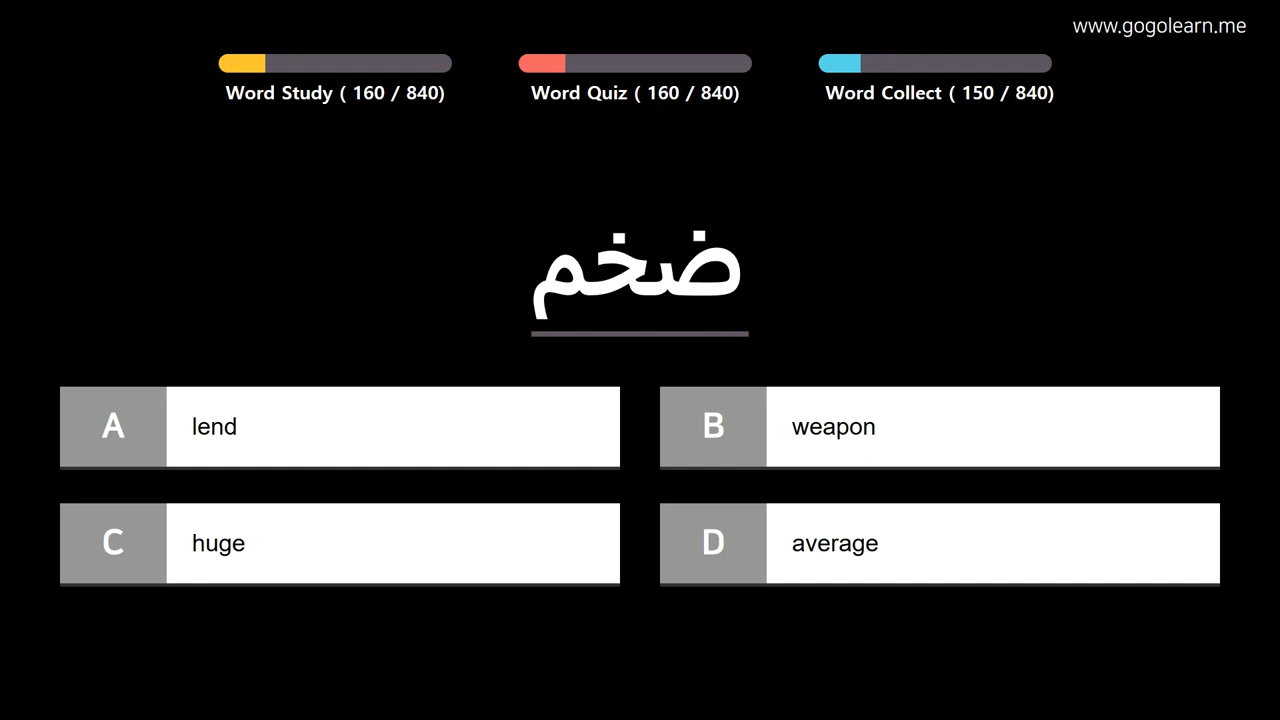 www.gogolearn.me
Word Study ( 160 / 840)
Word Quiz ( 160 / 840)
Word Collect ( 150 / 840)
ضخم
A lend
B weapon
C huge
D average